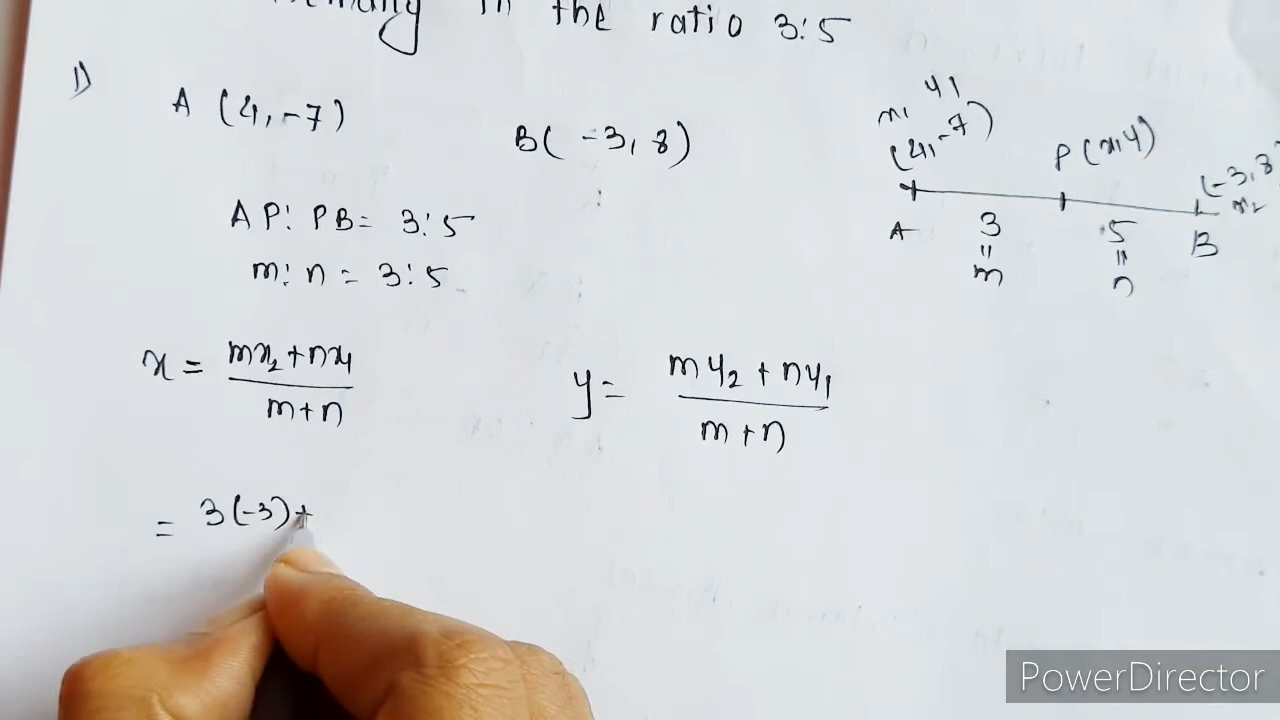 in the ratio 3:5
1)
A (4, -7)
B( -3, 8)
AP: PB= 3:5
m: n = 3:5
x = mx₂+nx₁ / m+n
y= my₂ + ny₁ / m+n
= 3(-3)+
x₁ y₁
(4, -7)
P (x,y)
(-3,8
x₂
A
3
5
B
=
=
m
n
PowerDirector